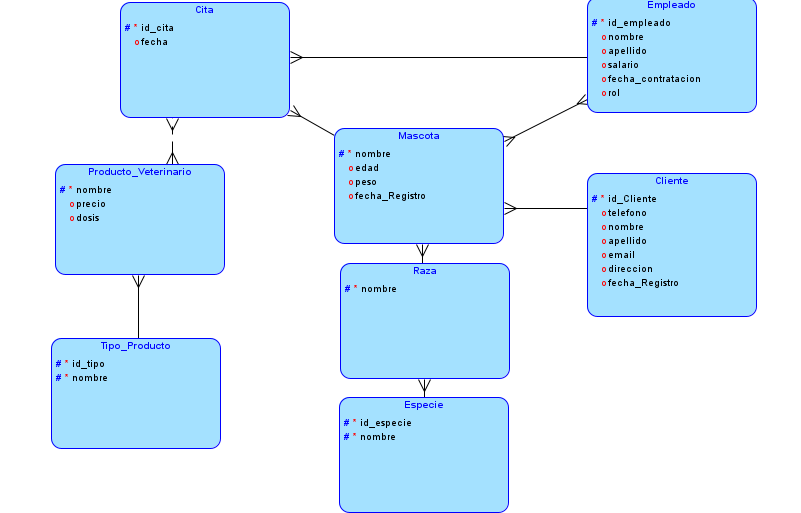 Cita
# * id_cita
o fecha
Empleado
# * id_empleado
o nombre
o apellido
o salario
o fecha_contratacion
o rol
Mascota
# * nombre
o edad
o peso
o fecha_Registro
Producto_Veterinario
# * nombre
o precio
o dosis
Cliente
# * id_Cliente
o telefono
o nombre
o apellido
o email
o direccion
o fecha_Registro
Raza
# * nombre
Tipo_Producto
# * id_tipo
# * nombre
Especie
# * id_especie
# * nombre